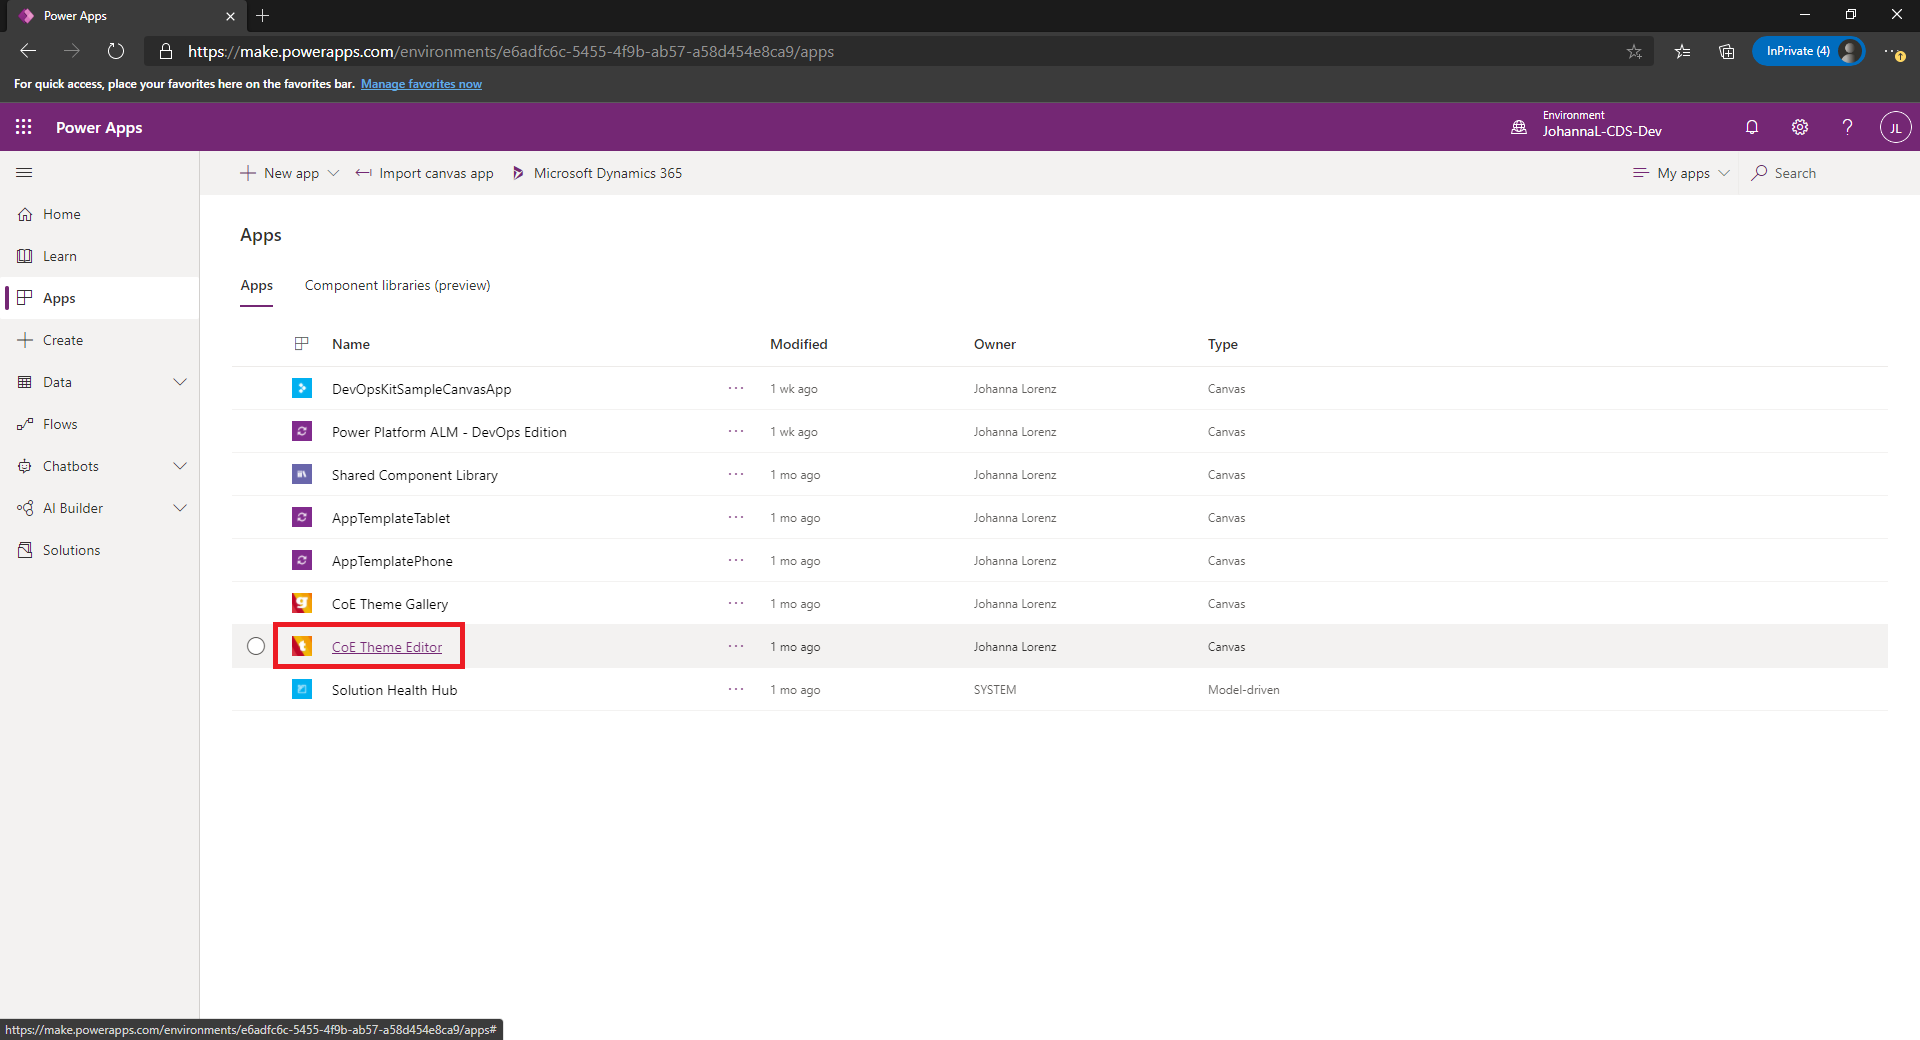 Power Apps
https://make.powerapps.com/environments/e6adfc6c-5455-4f9b-ab57-a58d454e8ca9/apps
InPrivate (4)
For quick access, place your favorites here on the favorites bar. Manage favorites now
Power Apps
Environment
JohannaL-CDS-Dev
?
JL
New app
Import canvas app
Microsoft Dynamics 365
My apps
Search
Home
Learn
Apps
Create
Data
Flows
Chatbots
AI Builder
Solutions
Apps
Apps Component libraries (preview)
Name Modified Owner Type
DevOpsKitSampleCanvasApp ··· 1 wk ago Johanna Lorenz Canvas
Power Platform ALM - DevOps Edition ··· 1 wk ago Johanna Lorenz Canvas
Shared Component Library ··· 1 mo ago Johanna Lorenz Canvas
AppTemplateTablet ··· 1 mo ago Johanna Lorenz Canvas
AppTemplatePhone ··· 1 mo ago Johanna Lorenz Canvas
g CoE Theme Gallery ··· 1 mo ago Johanna Lorenz Canvas
t CoE Theme Editor ··· 1 mo ago Johanna Lorenz Canvas
Solution Health Hub ··· 1 mo ago SYSTEM Model-driven
https://make.powerapps.com/environments/e6adfc6c-5455-4f9b-ab57-a58d454e8ca9/apps#